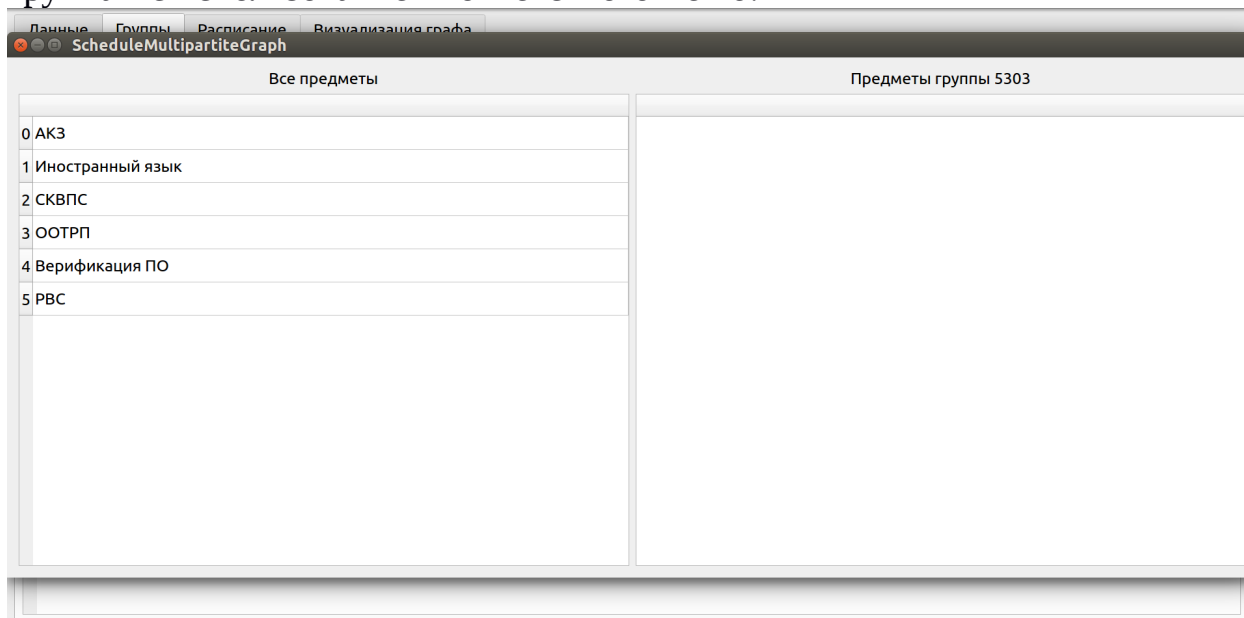 Данные Группы Расписание Визуализация графа
ScheduleMultipartiteGraph
Все предметы Предметы группы 5303
0 АКЗ
1 Иностранный язык
2 СКВПС
3 ООТРП
4 Верификация ПО
5 РВС